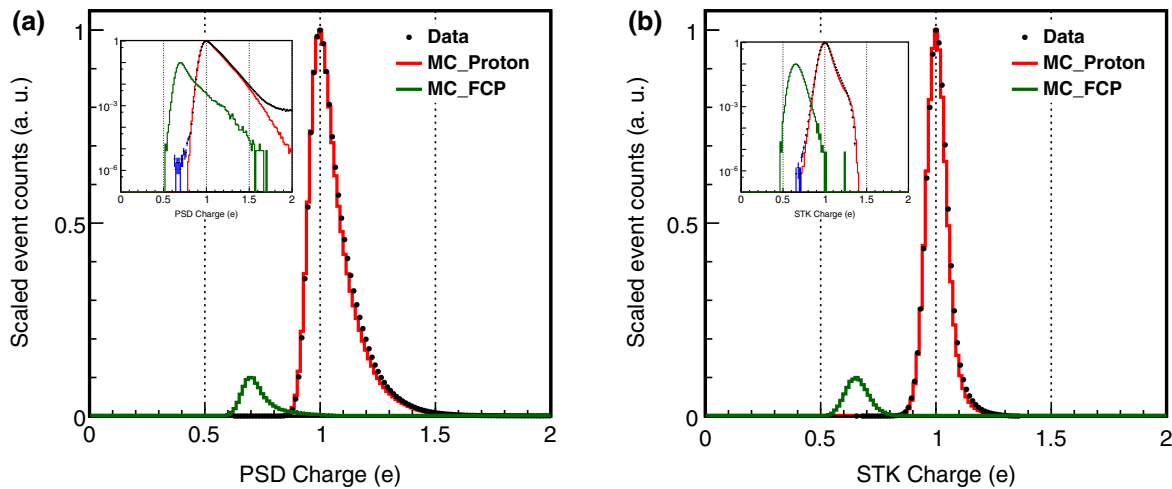 (a)
Scaled event counts (a. u.)
1
0.5
0
0 0.5 1 1.5 2
PSD Charge (e)
Data
MC_Proton
MC_FCP
1
10-3
10-6
0 0.5 1 1.5 2
PSD Charge (e)
(b)
Scaled event counts (a. u.)
1
0.5
0
0 0.5 1 1.5 2
STK Charge (e)
Data
MC_Proton
MC_FCP
1
10-3
10-6
0 0.5 1 1.5 2
STK Charge (e)